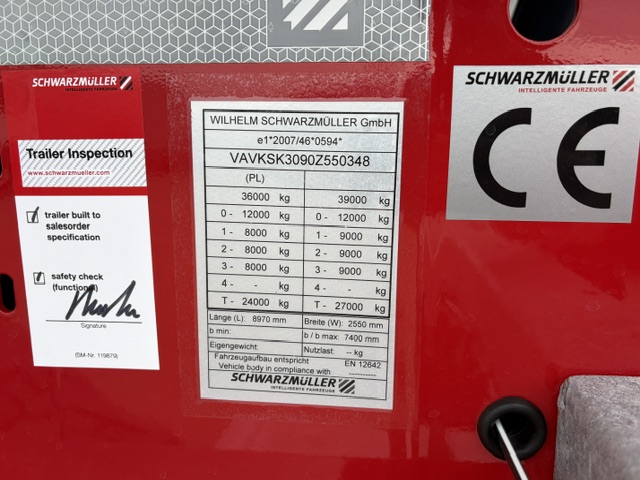 SCHWARZMÜLLER
INTELLIGENTE FAHRZEUGE
Trailer Inspection
www.schwarzmueller.com
trailer built to
salesorder
specification
safety check
(functions)
Signature
(SM-Nr. 119879)
SCHWARZMÜLLER
WILHELM SCHWARZMÜLLER GmbH
e1*2007/46*0594*
VAVKSK3090Z550348
(PL)
36000 kg 39000 kg
0 - 12000 kg 0 - 12000 kg
1 - 8000 kg 1 - 9000 kg
2 - 8000 kg 2 - 9000 kg
3 - 8000 kg 3 - 9000 kg
4 - - kg 4 - - kg
T - 24000 kg T - 27000 kg
Länge (L): 8970 mm Breite (W): 2550 mm
b min: b / b max: 7400 mm
Eigengewicht: Nutzlast: -- kg
Fahrzeugaufbau entspricht EN 12642
Vehicle body in compliance with ----------
SCHWARZMÜLLER
INTELLIGENTE FAHRZEUGE
SCHWARZMÜLLER
INTELLIGENTE FAHRZEUGE
CE